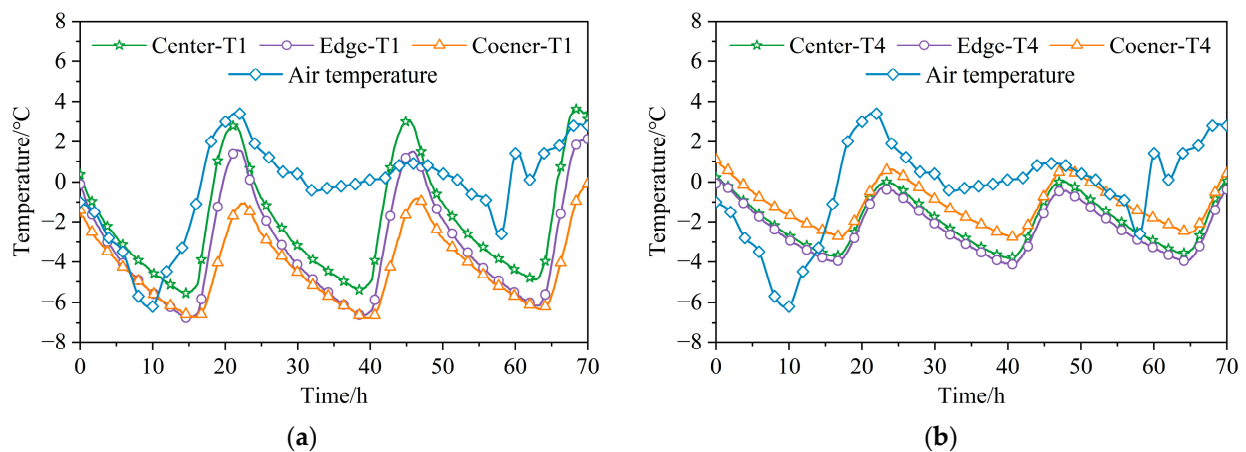 8
6
4
2
0
−2
−4
−6
−8
Temperature/°C
Center-T1 Edge-T1 Cocner-T1
Air temperature
0 10 20 30 40 50 60 70
Time/h
(a)
8
6
4
2
0
−2
−4
−6
−8
Temperature/°C
Center-T4 Edge-T4 Cocner-T4
Air temperature
0 10 20 30 40 50 60 70
Time/h
(b)